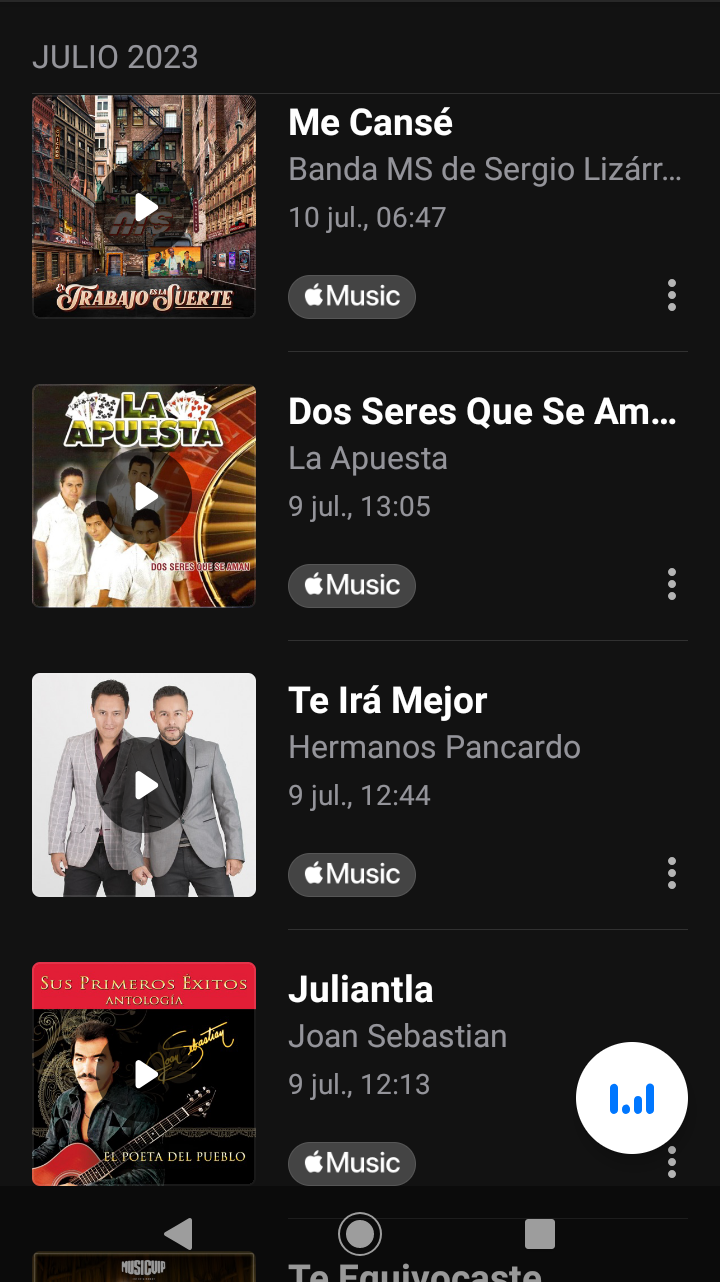 JULIO 2023
Me Cansé
Banda MS de Sergio Lizárr...
10 jul., 06:47
Music
EL TRABAJO ES LA SUERTE
MS
Dos Seres Que Se Am...
La Apuesta
9 jul., 13:05
Music
LA
APUESTA
DOS SERES QUE SE AMAN
Te Irá Mejor
Hermanos Pancardo
9 jul., 12:44
Music
Juliantla
Joan Sebastian
9 jul., 12:13
Music
SUS PRIMEROS ÉXITOS
ANTOLOGÍA
Joan Sebastian
EL POETA DEL PUEBLO
Te Equivocaste
MUSICVIP